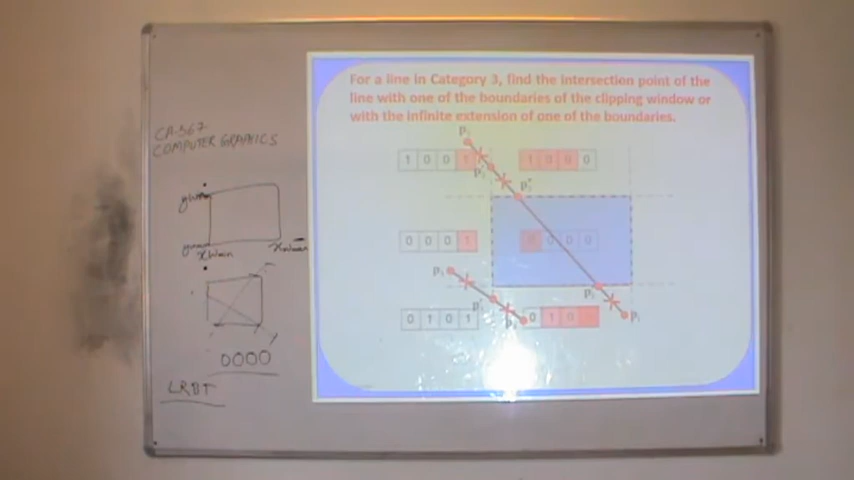 CA-567
COMPUTER GRAPHICS
0000
LRBT
For a line in Category 3, find the intersection point of the
line with one of the boundaries of the clipping window or
with the infinite extension of one of the boundaries.
1 0 0 1
1 0 0 0
0 0 0 1
0 0 0 0
0 1 0 1
0 1 0